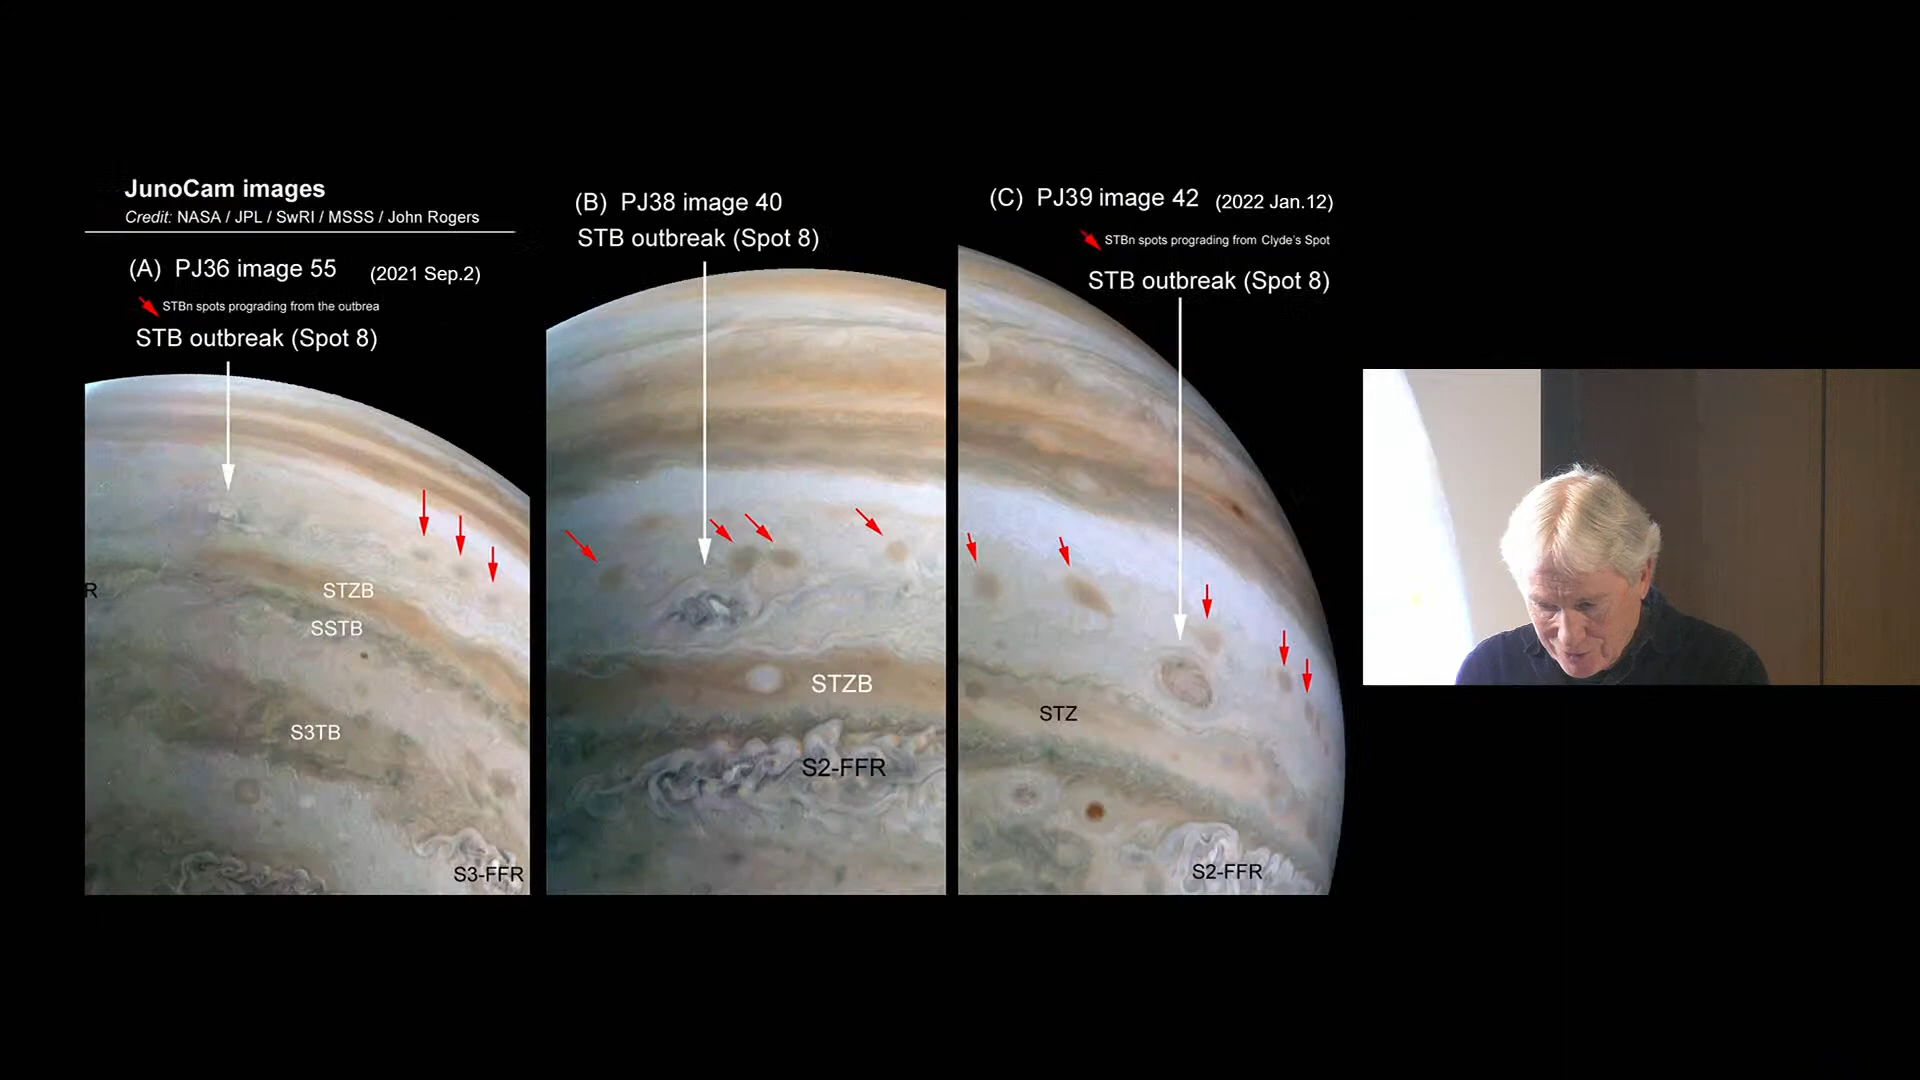 JunoCam images
Credit: NASA / JPL / SwRI / MSSS / John Rogers
(A) PJ36 image 55 (2021 Sep.2)
STBn spots prograding from the outbrea
STB outbreak (Spot 8)
R
STZB
SSTB
S3TB
S3-FFR
(B) PJ38 image 40
STB outbreak (Spot 8)
STZB
S2-FFR
(C) PJ39 image 42 (2022 Jan.12)
STBn spots prograding from Clyde's Spot
STB outbreak (Spot 8)
STZ
S2-FFR